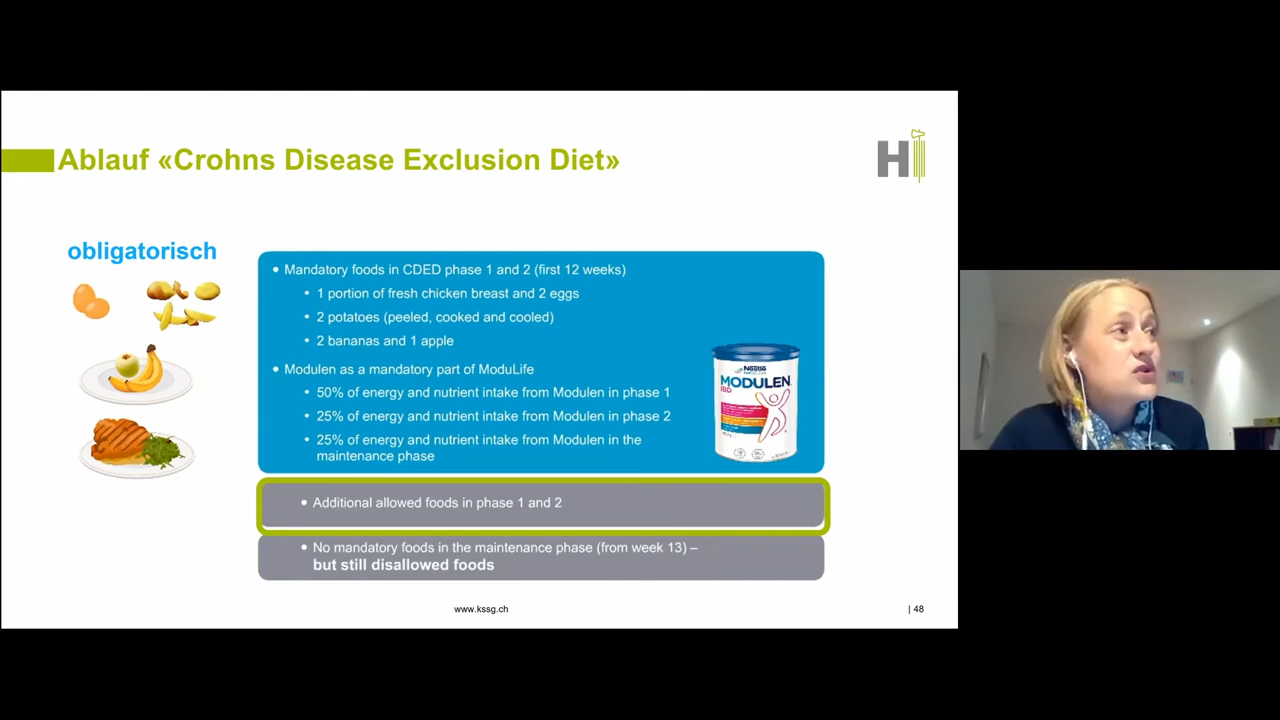 Ablauf «Crohns Disease Exclusion Diet»
H
obligatorisch
• Mandatory foods in CDED phase 1 and 2 (first 12 weeks)
• 1 portion of fresh chicken breast and 2 eggs
• 2 potatoes (peeled, cooked and cooled)
• 2 bananas and 1 apple
• Modulen as a mandatory part of ModuLife
• 50% of energy and nutrient intake from Modulen in phase 1
• 25% of energy and nutrient intake from Modulen in phase 2
• 25% of energy and nutrient intake from Modulen in the
maintenance phase
Nestlé
MODULEN
IBD
• Additional allowed foods in phase 1 and 2
• No mandatory foods in the maintenance phase (from week 13) –
but still disallowed foods
www.kssg.ch
| 48